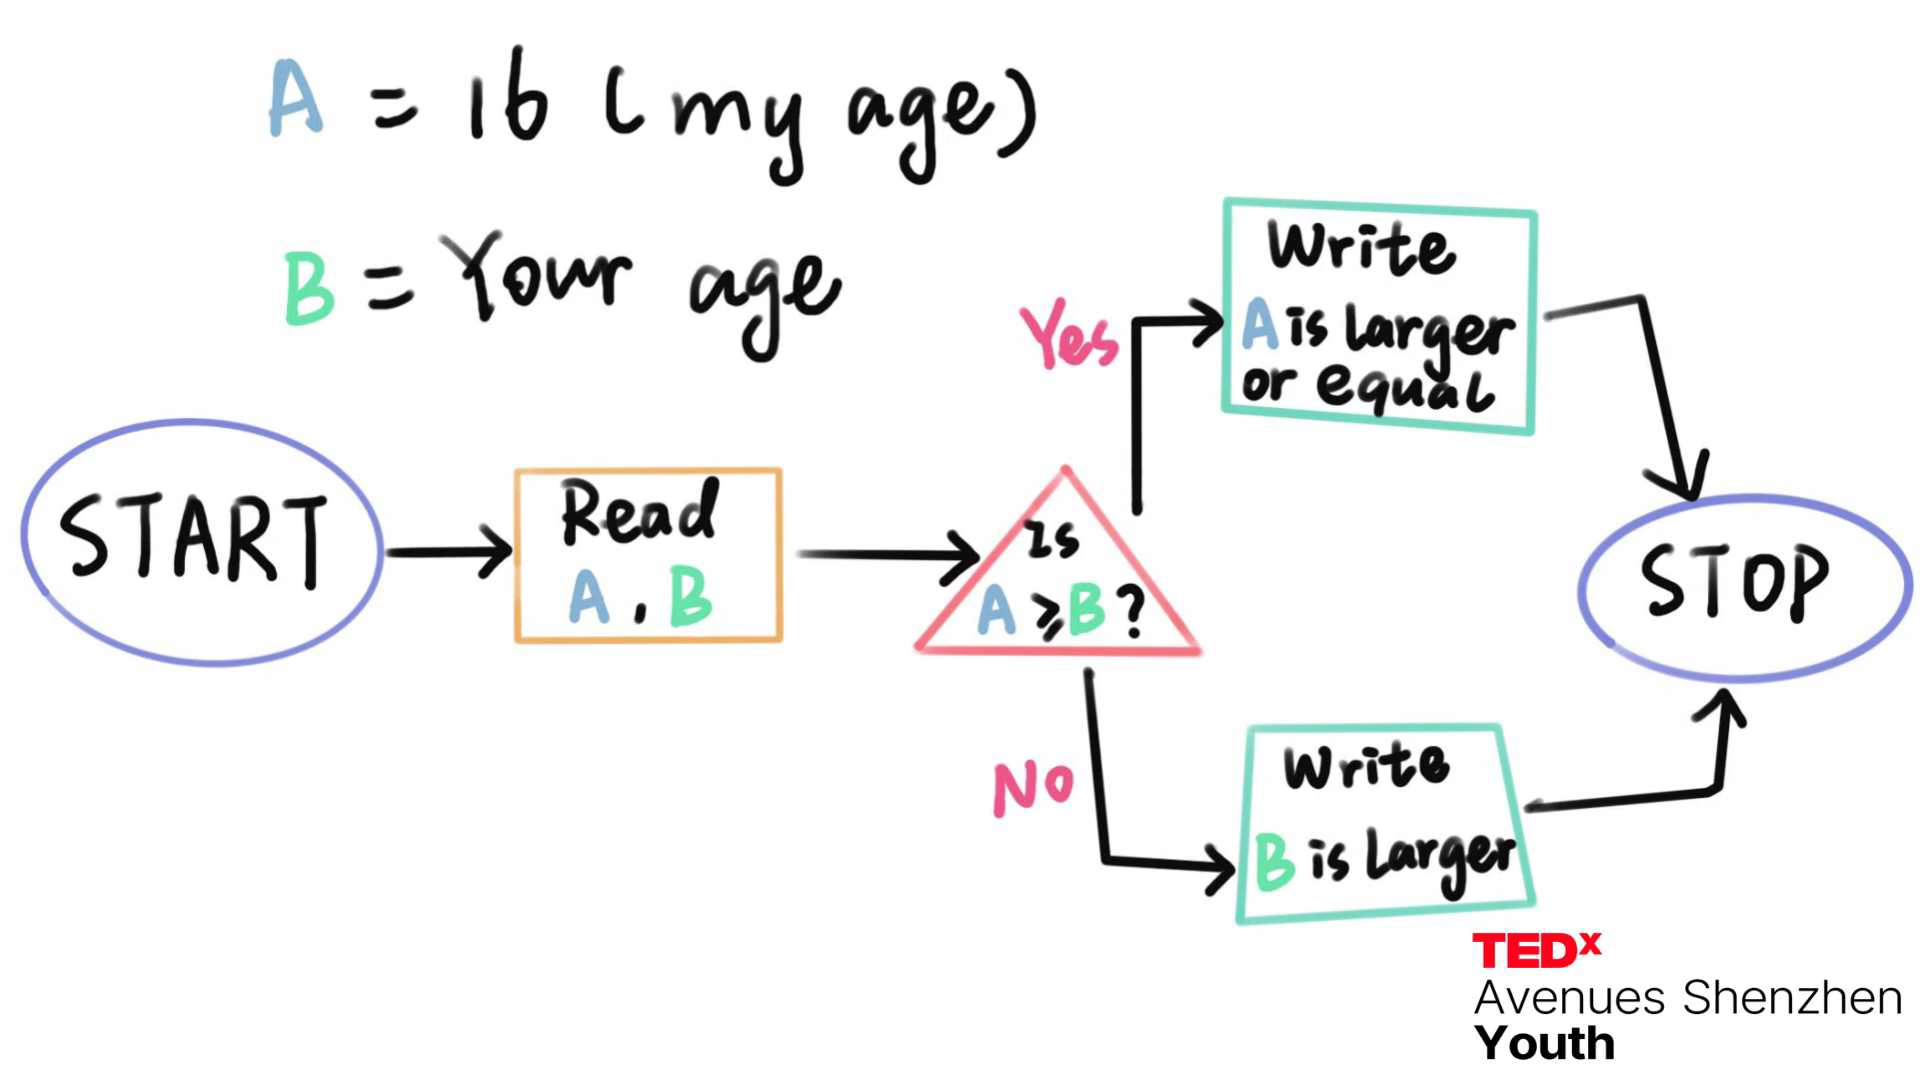 A = 16 (my age)
B = Your age
START
Read
A, B
Is
A ⩾ B ?
Yes
Write
A is larger
or equal
No
Write
B is Larger
STOP
TEDx
Avenues Shenzhen
Youth